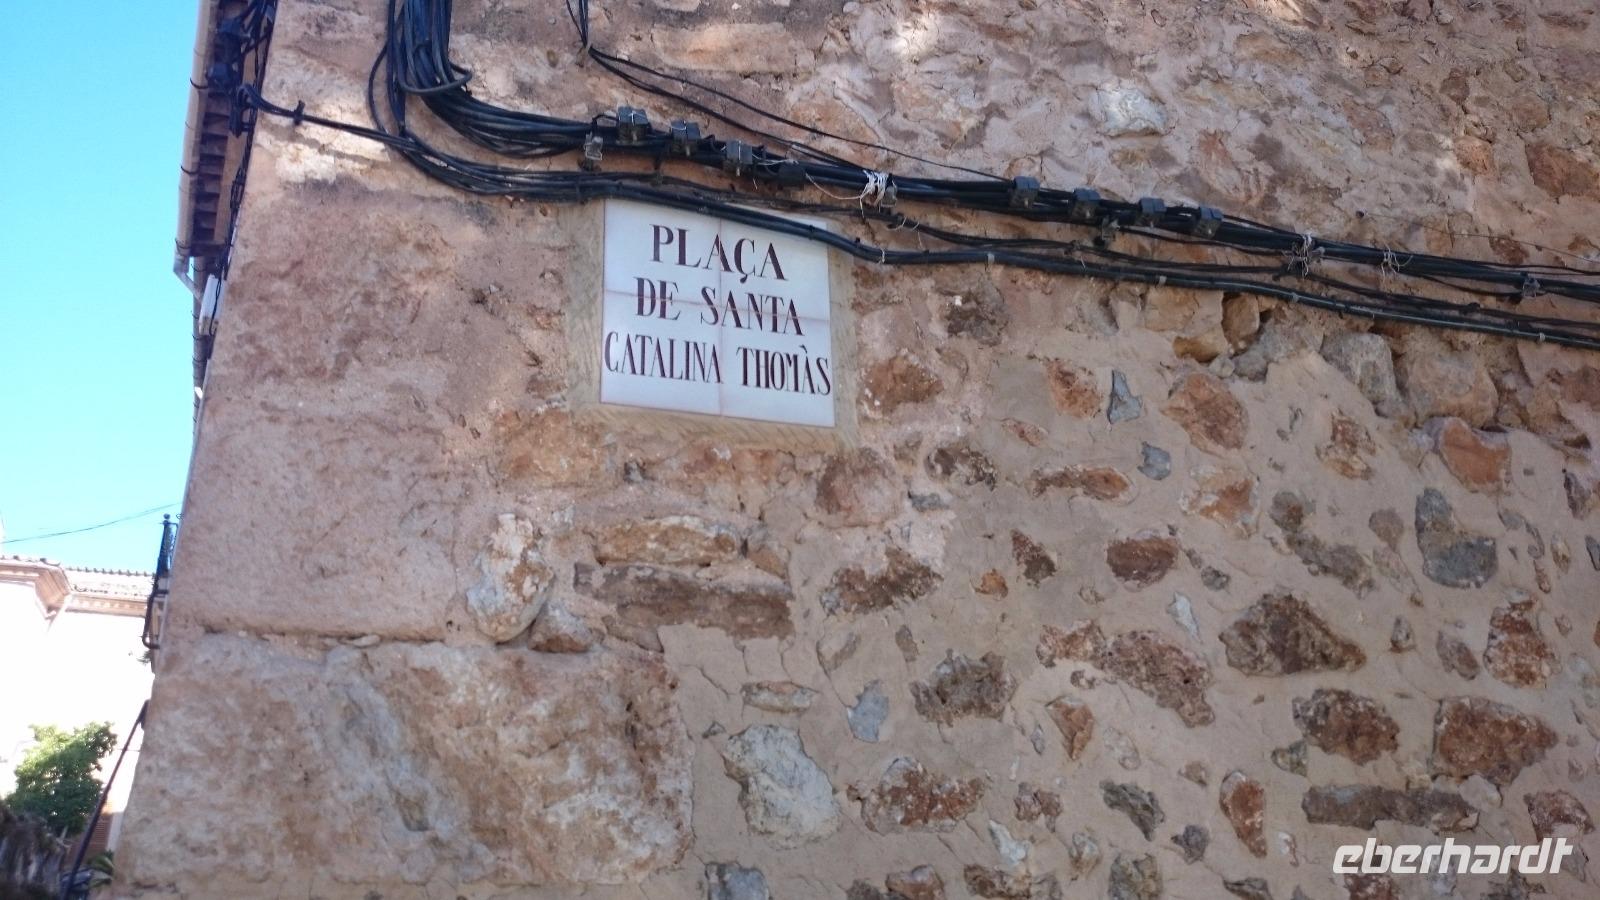 PLAÇA
DE SANTA
CATALINA THOMÀS
eberhardt